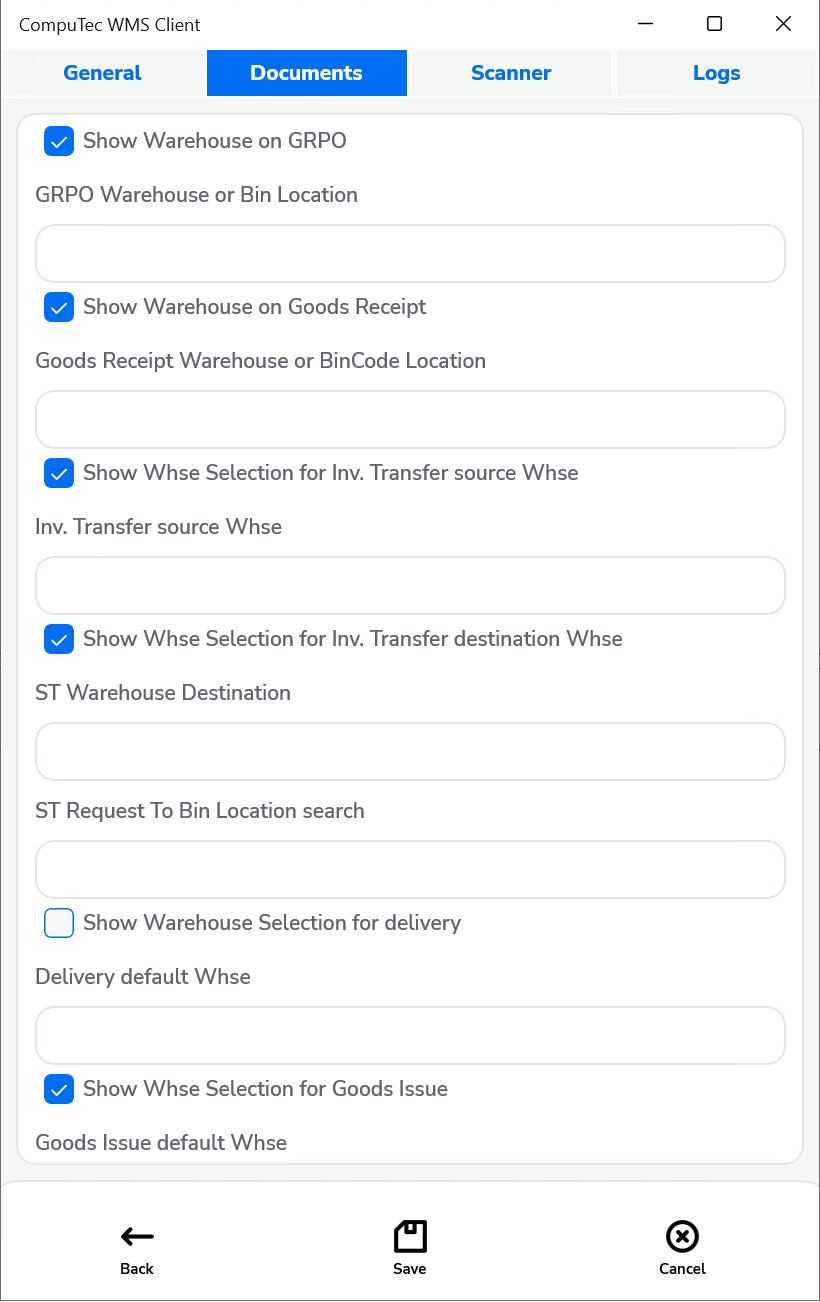 CompuTec WMS Client
General Documents Scanner Logs
Show Warehouse on GRPO
GRPO Warehouse or Bin Location
Show Warehouse on Goods Receipt
Goods Receipt Warehouse or BinCode Location
Show Whse Selection for Inv. Transfer source Whse
Inv. Transfer source Whse
Show Whse Selection for Inv. Transfer destination Whse
ST Warehouse Destination
ST Request To Bin Location search
Show Warehouse Selection for delivery
Delivery default Whse
Show Whse Selection for Goods Issue
Goods Issue default Whse
Back Save Cancel